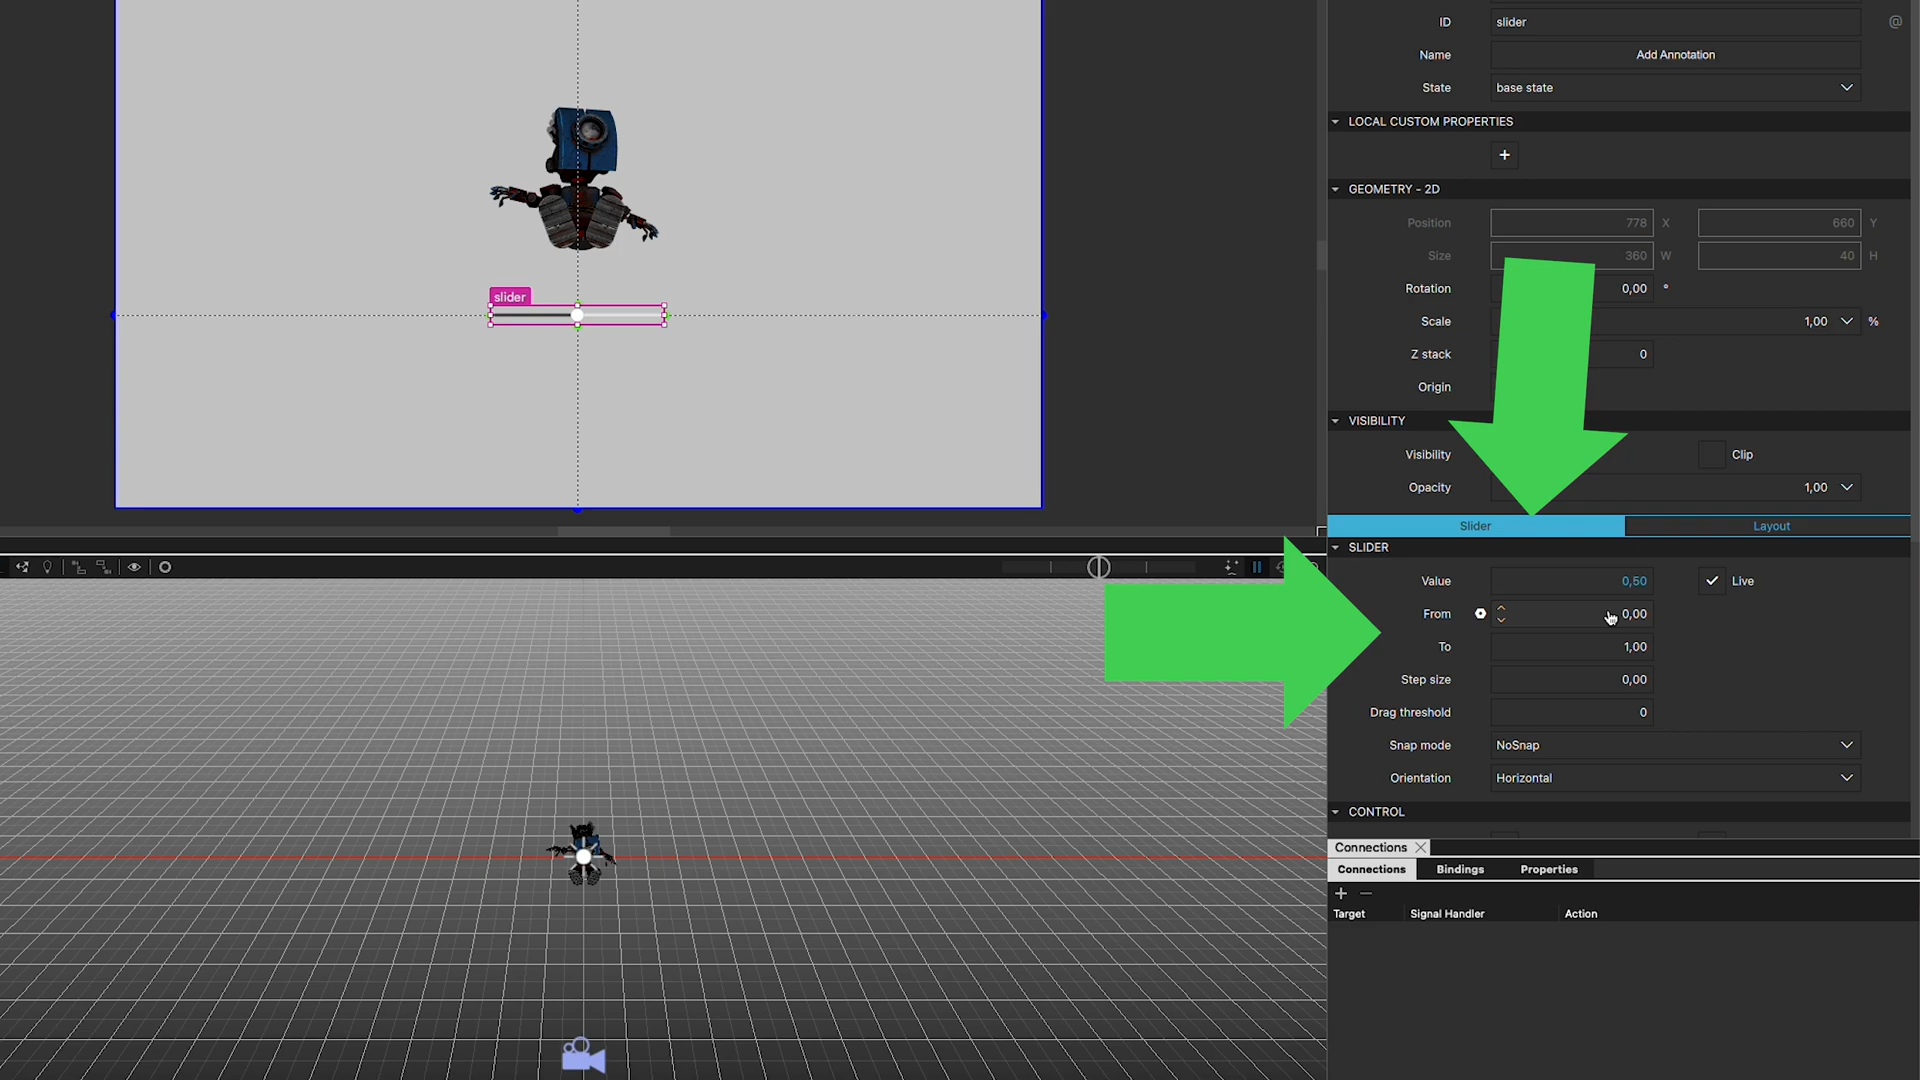 ID slider @
Name Add Annotation
State base state
LOCAL CUSTOM PROPERTIES
+
GEOMETRY - 2D
Position 778 X 660 Y
Size 360 W 40 H
Rotation 0,00 °
Scale 1,00 %
Z stack 0
Origin
VISIBILITY
Visibility Clip
Opacity 1,00
Slider Layout
SLIDER
Value 0,50 Live
From 0,00
To 1,00
Step size 0,00
Drag threshold 0
Snap mode NoSnap
Orientation Horizontal
CONTROL
Connections
Connections Bindings Properties
+ −
Target Signal Handler Action
slider